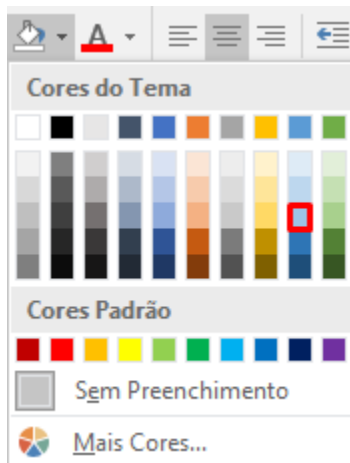 A
Cores do Tema
Cores Padrão
Sem Preenchimento
Mais Cores...